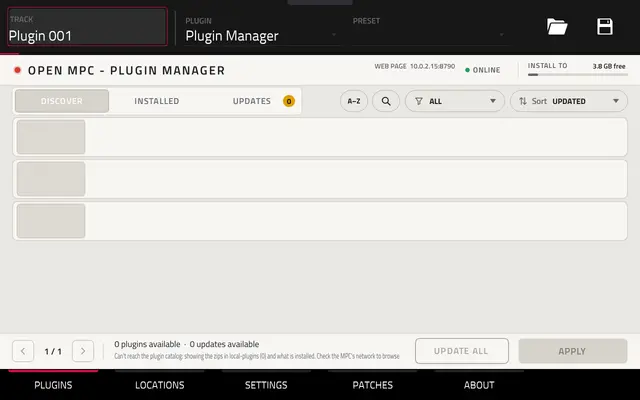 TRACK
Plugin 001
PLUGIN
Plugin Manager
PRESET
OPEN MPC - PLUGIN MANAGER
WEB PAGE 10.0.2.15:8790
ONLINE
INSTALL TO
3.8 GB free
DISCOVER
INSTALLED
UPDATES
0
A-Z
ALL
Sort UPDATED
1 / 1
0 plugins available · 0 updates available
Can't reach the plugin catalog: showing the zips in local-plugins (0) and what is installed. Check the MPC's network to browse
UPDATE ALL
APPLY
PLUGINS
LOCATIONS
SETTINGS
PATCHES
ABOUT